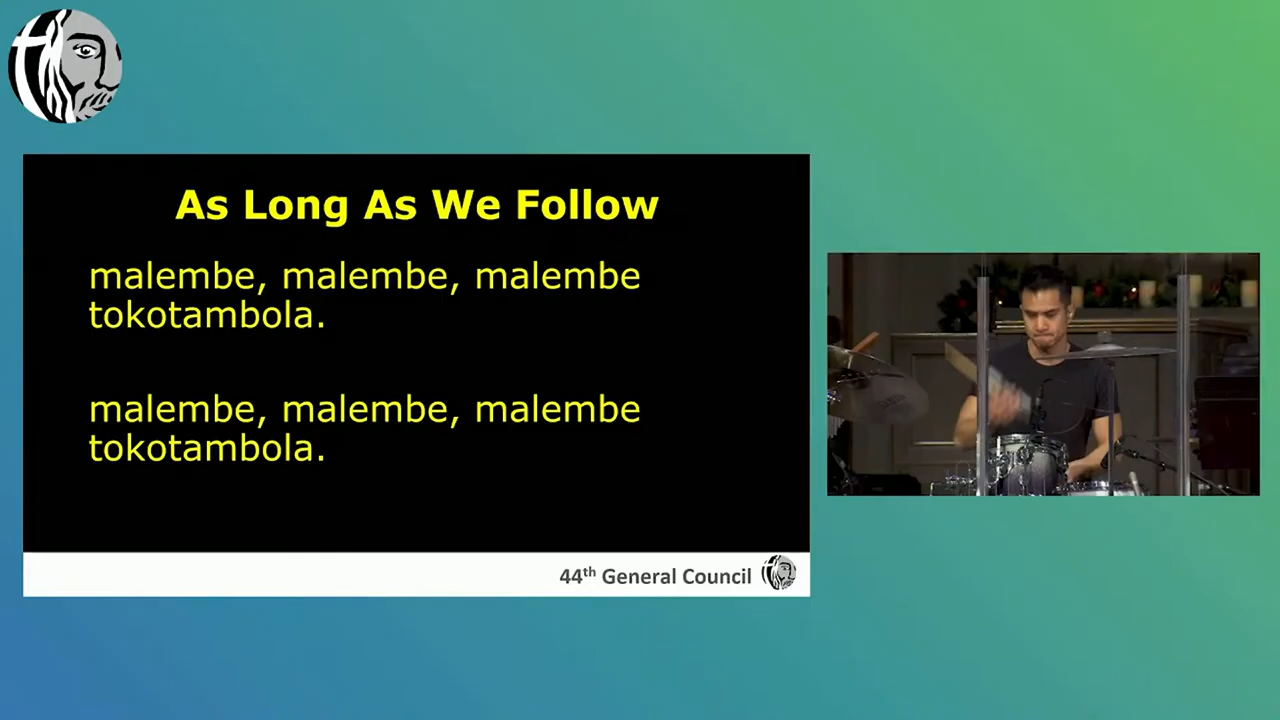 As Long As We Follow
malembe, malembe, malembe
tokotambola.
malembe, malembe, malembe
tokotambola.
44th General Council